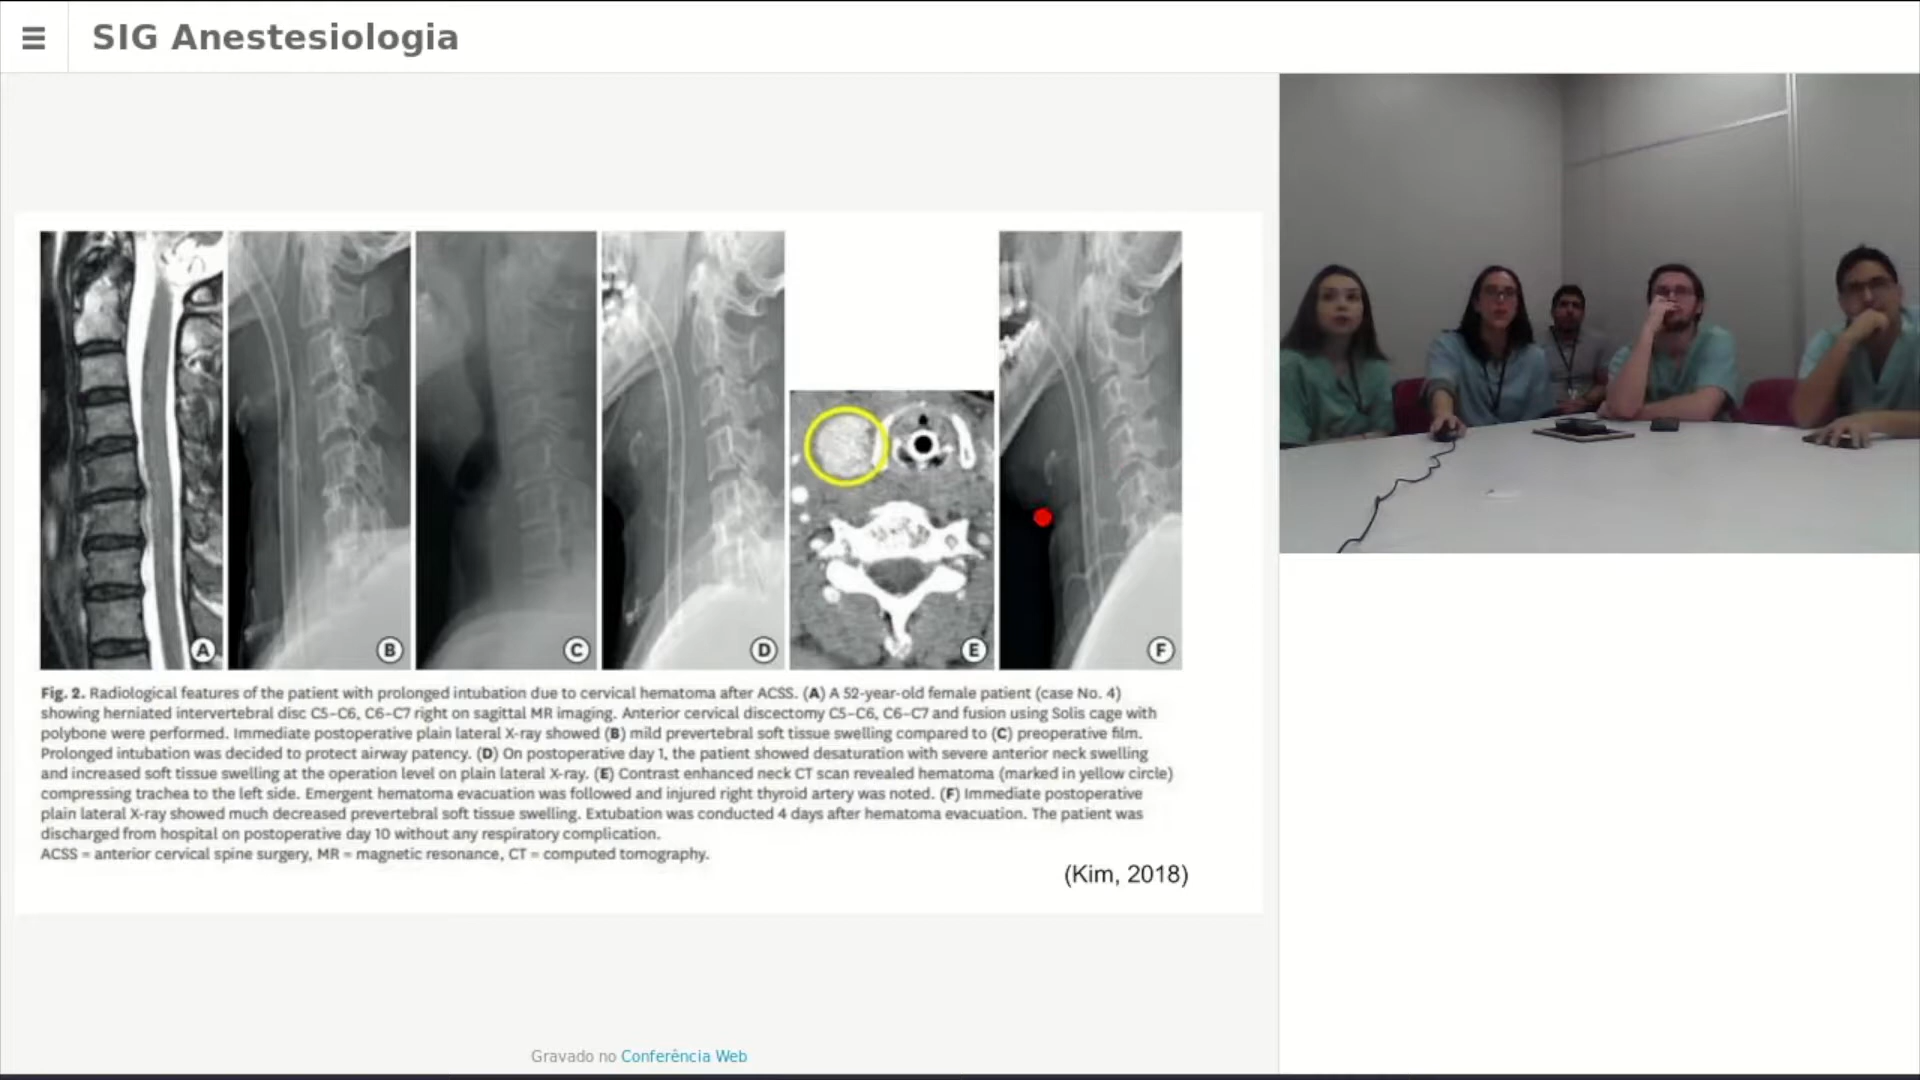 SIG Anestesiologia
A
B
C
D
E
F
Fig. 2. Radiological features of the patient with prolonged intubation due to cervical hematoma after ACSS. (A) A 52-year-old female patient (case No. 4)
showing herniated intervertebral disc C5–C6, C6–C7 right on sagittal MR imaging. Anterior cervical discectomy C5–C6, C6–C7 and fusion using Solis cage with
polybone were performed. Immediate postoperative plain lateral X-ray showed (B) mild prevertebral soft tissue swelling compared to (C) preoperative film.
Prolonged intubation was decided to protect airway patency. (D) On postoperative day 1, the patient showed desaturation with severe anterior neck swelling
and increased soft tissue swelling at the operation level on plain lateral X-ray. (E) Contrast enhanced neck CT scan revealed hematoma (marked in yellow circle)
compressing trachea to the left side. Emergent hematoma evacuation was followed and injured right thyroid artery was noted. (F) Immediate postoperative
plain lateral X-ray showed much decreased prevertebral soft tissue swelling. Extubation was conducted 4 days after hematoma evacuation. The patient was
discharged from hospital on postoperative day 10 without any respiratory complication.
ACSS = anterior cervical spine surgery, MR = magnetic resonance, CT = computed tomography.
(Kim, 2018)
Gravado no Conferência Web